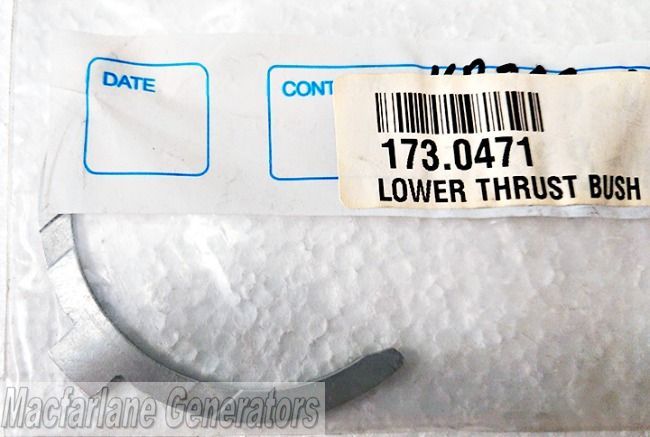 DATE
CONT
173.0471
LOWER THRUST BUSH
Macfarlane Generators